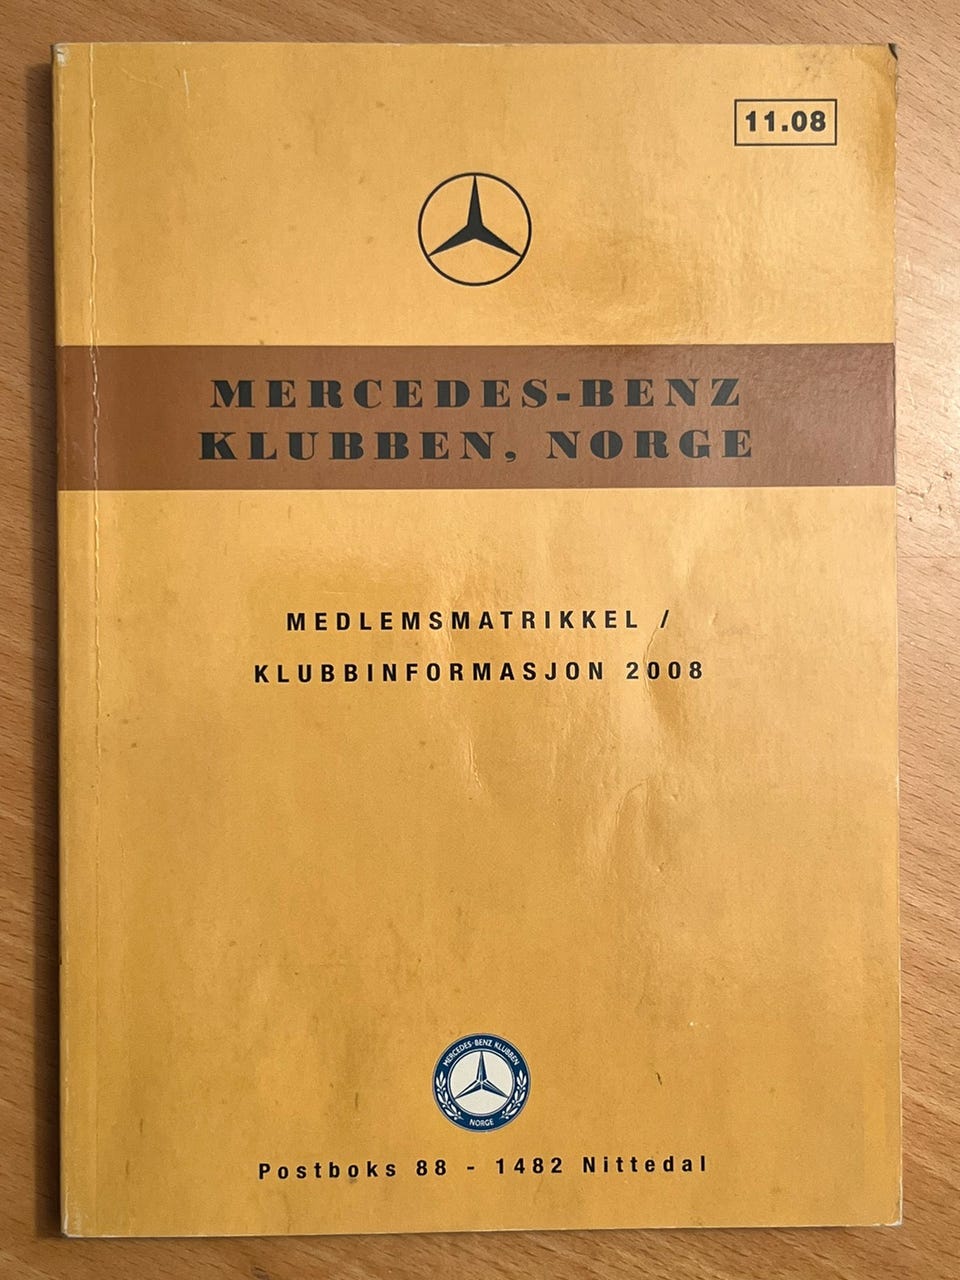 11.08
MERCEDES-BENZ
KLUBBEN, NORGE
MEDLEMSMATRIKKEL /
KLUBBINFORMASJON 2008
MERCEDES-BENZ KLUBBEN
NORGE
Postboks 88 - 1482 Nittedal